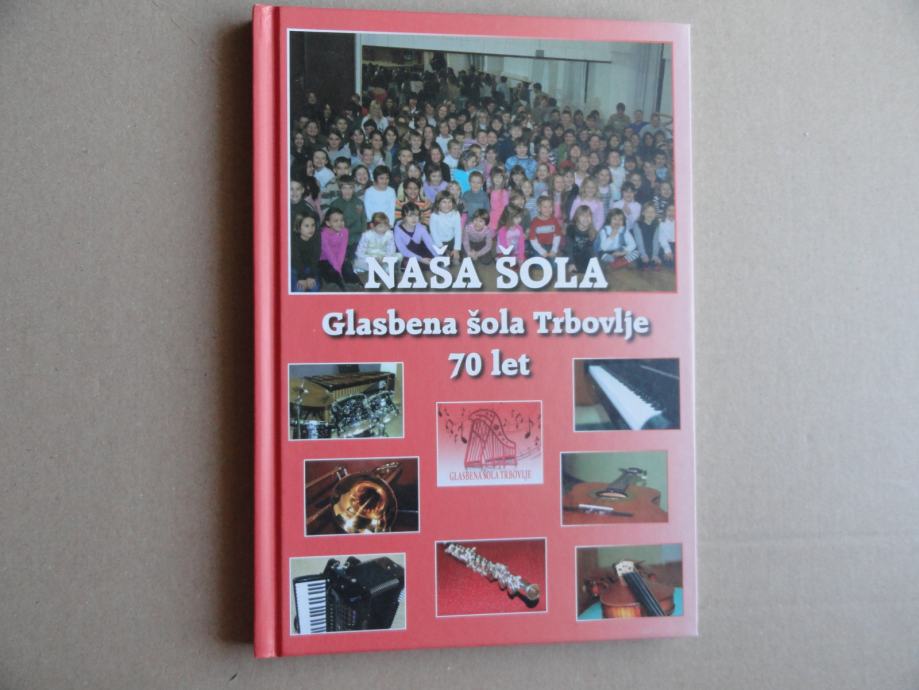 NAŠA ŠOLA
Glasbena šola Trbovlje
70 let
GLASBENA ŠOLA TRBOVLJE